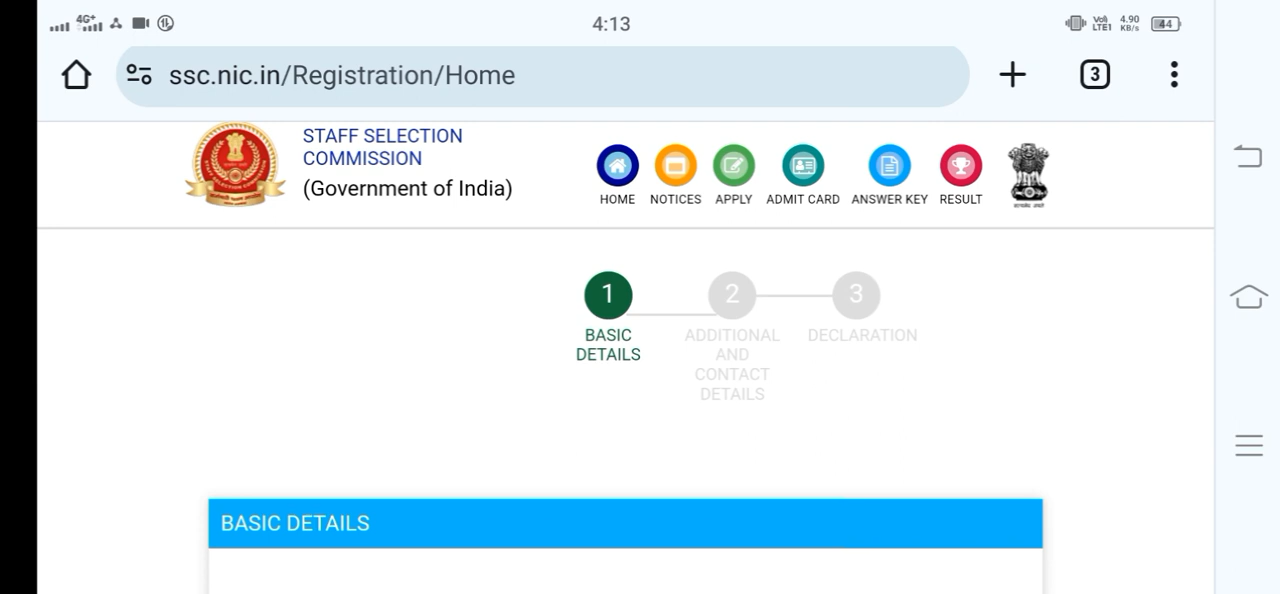 4G+
4:13
Voll
LTE1
4.90
KB/s
44
ssc.nic.in/Registration/Home
3
STAFF SELECTION
COMMISSION
(Government of India)
HOME
NOTICES
APPLY
ADMIT CARD
ANSWER KEY
RESULT
1
BASIC
DETAILS
2
ADDITIONAL
AND
CONTACT
DETAILS
3
DECLARATION
BASIC DETAILS